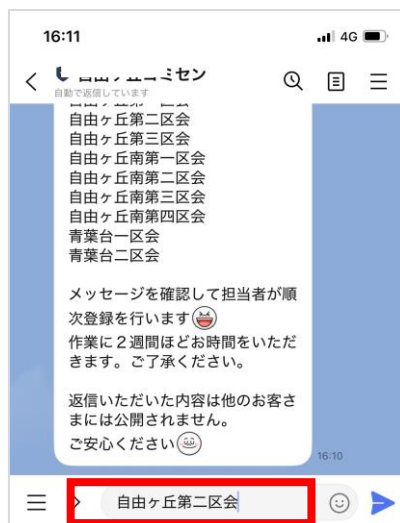 16:11
4G
コミセン
自動で返信しています
自由ヶ丘第二区会
自由ヶ丘第三区会
自由ヶ丘南第一区会
自由ヶ丘南第二区会
自由ヶ丘南第三区会
自由ヶ丘南第四区会
青葉台一区会
青葉台二区会
メッセージを確認して担当者が順
次登録を行います
作業に２週間ほどお時間をいただ
きます。ご了承ください。
返信いただいた内容は他のお客さ
まには公開されません。
ご安心ください
16:10
自由ヶ丘第二区会